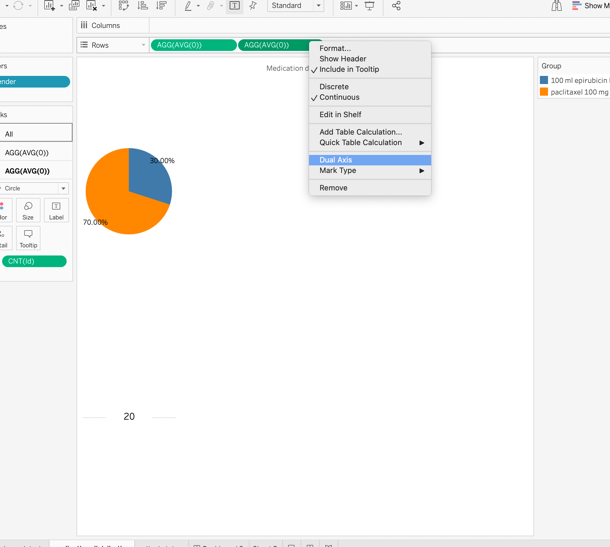 Standard
Show M
Columns
Rows
AGG(AVG(0))
AGG(AVG(0))
Format...
Show Header
✓ Include in Tooltip
Discrete
✓ Continuous
Edit in Shelf
Add Table Calculation...
Quick Table Calculation
Dual Axis
Mark Type
Remove
Medication d
Group
100 ml epirubicin
paclitaxel 100 mg
ender
All
AGG(AVG(0))
AGG(AVG(0))
Circle
Size
Label
Tooltip
CNT(Id)
30.00%
70.00%
20